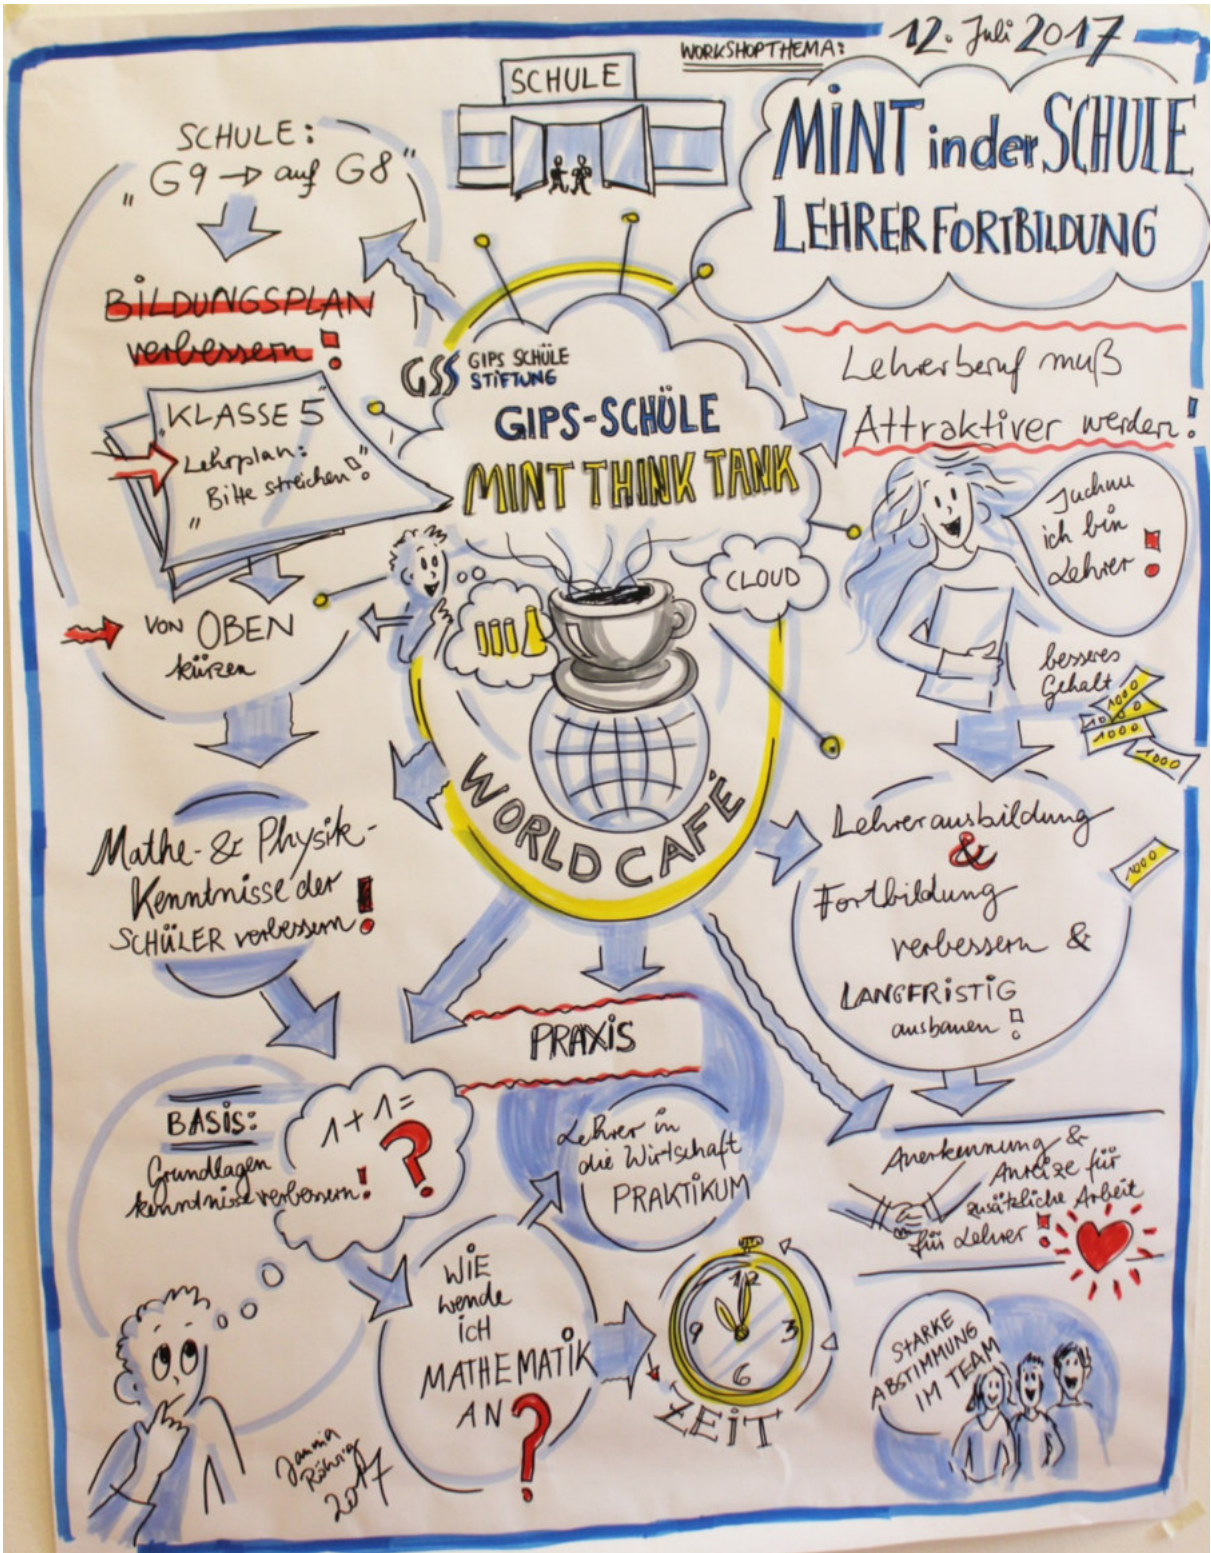 12. Juli 2017
WORKSHOPTHEMA:
MINT in der SCHULE
LEHRERFORTBILDUNG
SCHULE
SCHULE:
„G9 → auf G8"
BILDUNGSPLAN
verbessern!
"KLASSE 5"
Lehrplan:
Bitte streichen!
"
VON OBEN
kürzen
GSS GIPS SCHÜLE
STIFTUNG
GIPS-SCHÜLE
MINT THINK TANK
CLOUD
WORLD CAFÉ
Lehrerberuf muß
Attraktiver werden!
Juchuu
ich bin
Lehrer!
besseres
Gehalt
1000
1000
1000
1000
Lehrerausbildung
&
Fortbildung
verbessern &
LANGFRISTIG
ausbauen!
1000
Mathe- & Physik-
Kenntnisse der
SCHÜLER verbessern!
PRAXIS
Lehrer in
die Wirtschaft
PRAKTIKUM
BASIS:
Grundlagen
kenntnisse verbessern!
1+1=
?
WIE
wende
ich
MATHEMATIK
AN?
12
9 3
6
ZEIT
Anerkennung &
Anreize für
zusätzliche Arbeit
für Lehrer!
STARKE
ABSTIMMUNG
IM TEAM
Röhrig
2017